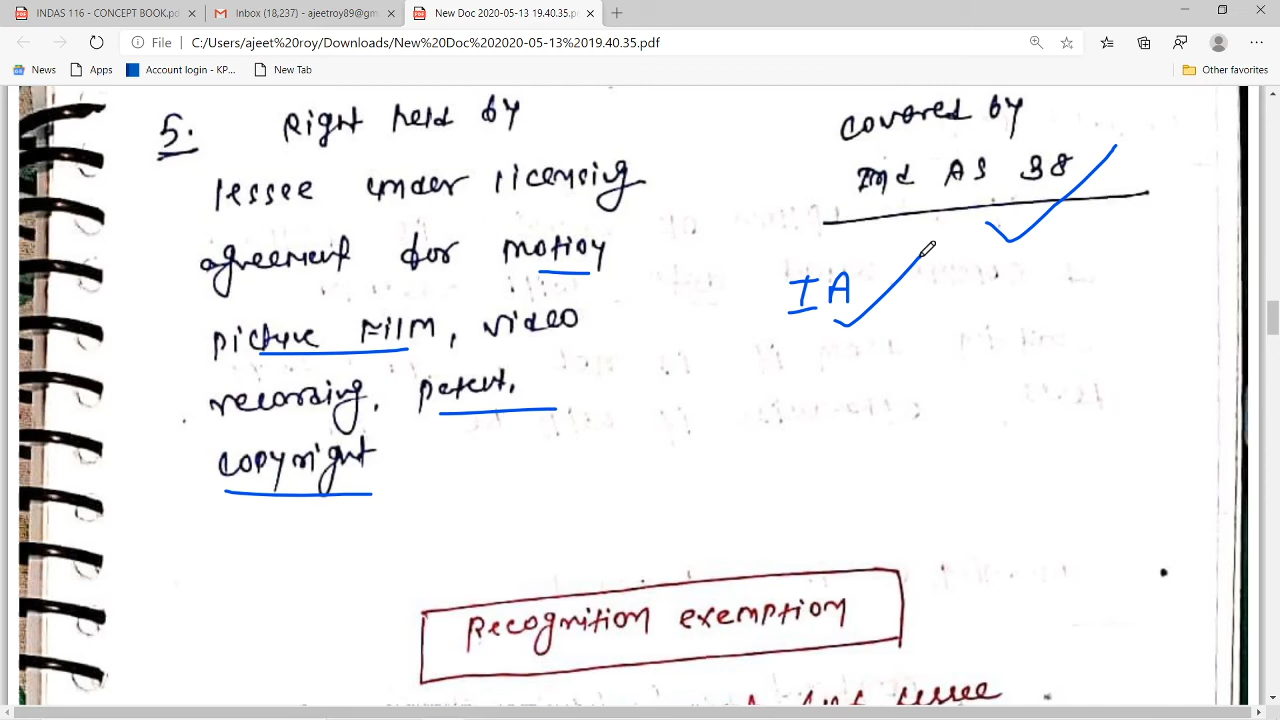 INDAS 116 - CONCEPT BOOK.pd
Inbox (18,237) - ajeetroy89@gm
New Doc 2020-05-13 19.40.35.p
File
C:/Users/ajeet%20roy/Downloads/New%20Doc%202020-05-13%2019.40.35.pdf
News
Apps
Account login - KP...
New Tab
Other favorites
5. Right held by
lessee under licensing
agreement for motion
picture Film, video
recording, patent,
copyright
covered by
Ind AS 38
IA
Recognition exemption
lessee